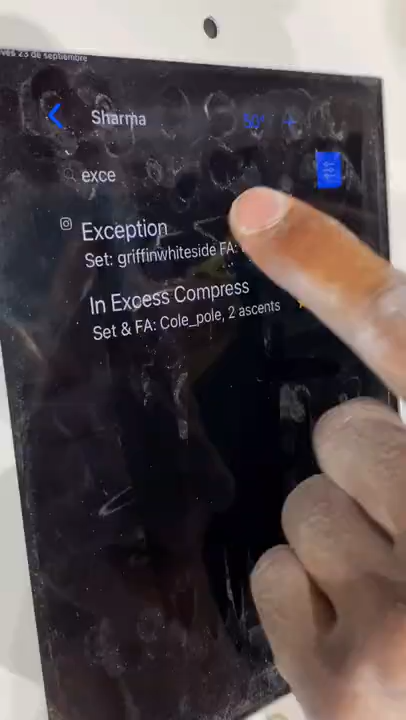 ves 23 de septiembre
Sharma
50° +
exce
Exception
Set: griffinwhiteside FA:
In Excess Compress
Set & FA: Cole_pole, 2 ascents